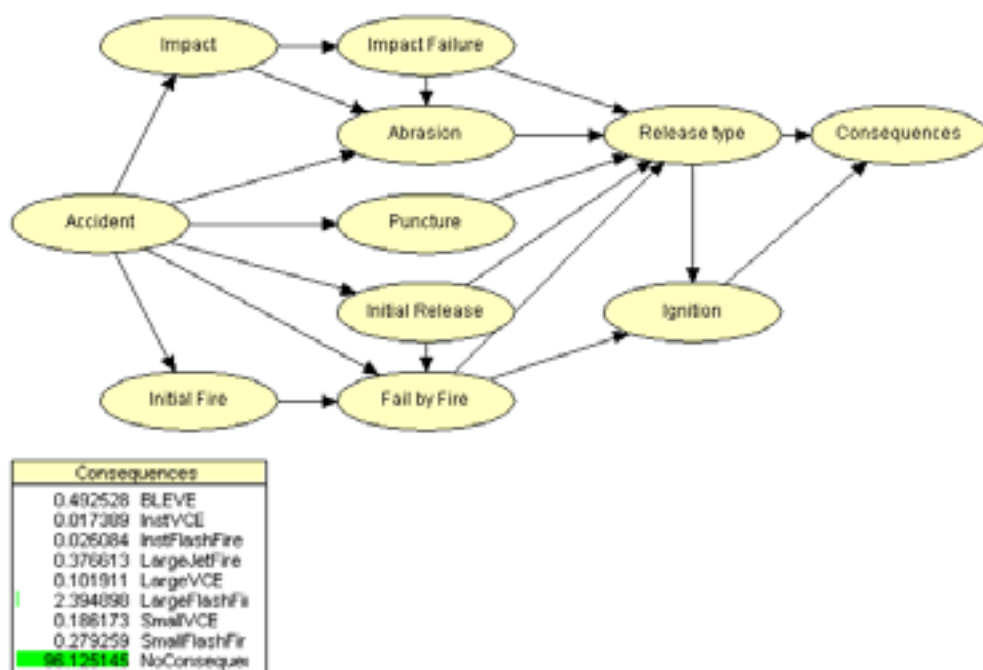 Impact
Impact Failure
Abrasion
Release type
Consequences
Accident
Puncture
Initial Release
Ignition
Initial Fire
Fail by Fire
Consequences
0.492528 BLEVE
0.017389 InstVCE
0.026084 InstFlashFire
0.376613 LargeJetFire
0.101911 LargeVCE
2.394898 LargeFlashFi
0.186173 SmallVCE
0.279259 SmallFlashFir
96.125145 NoConseque